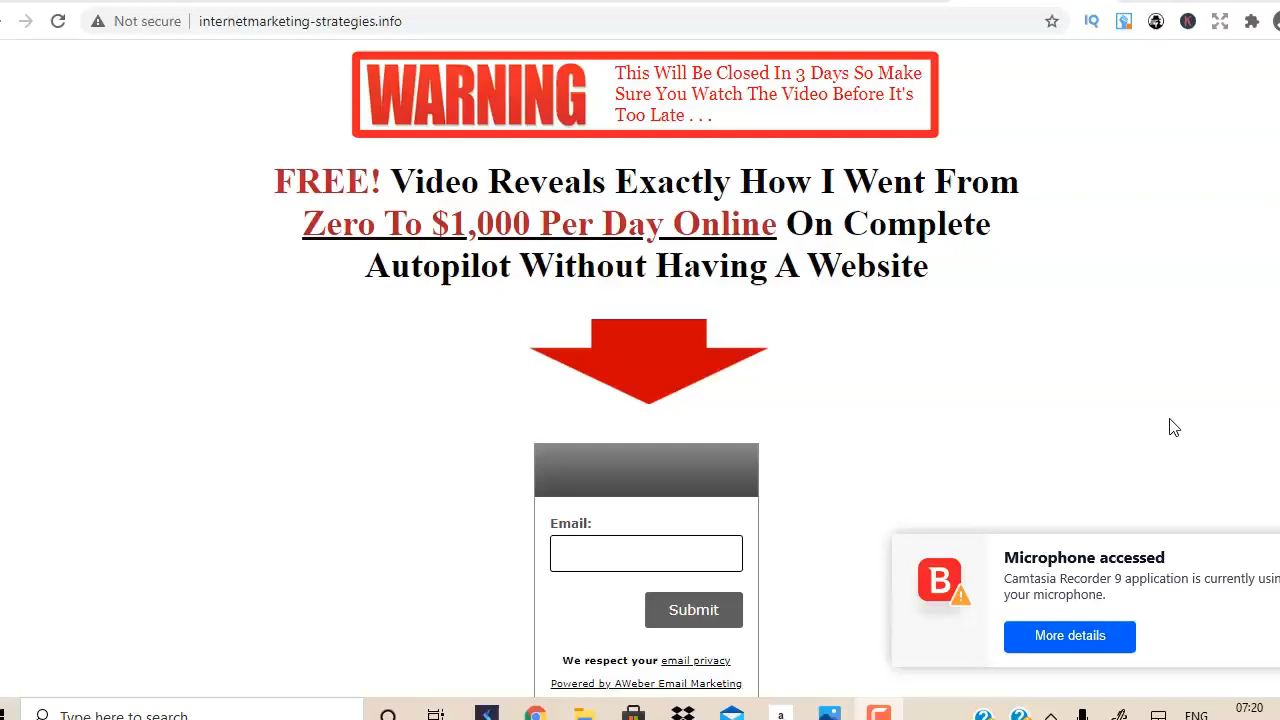 Not secure
internetmarketing-strategies.info
IQ
WARNING
This Will Be Closed In 3 Days So Make
Sure You Watch The Video Before It's
Too Late . . .
FREE! Video Reveals Exactly How I Went From
Zero To $1,000 Per Day Online On Complete
Autopilot Without Having A Website
Email:
Submit
We respect your email privacy
Powered by AWeber Email Marketing
B
Microphone accessed
Camtasia Recorder 9 application is currently
your microphone.
More details
Type here to search
a
ENG
07:20